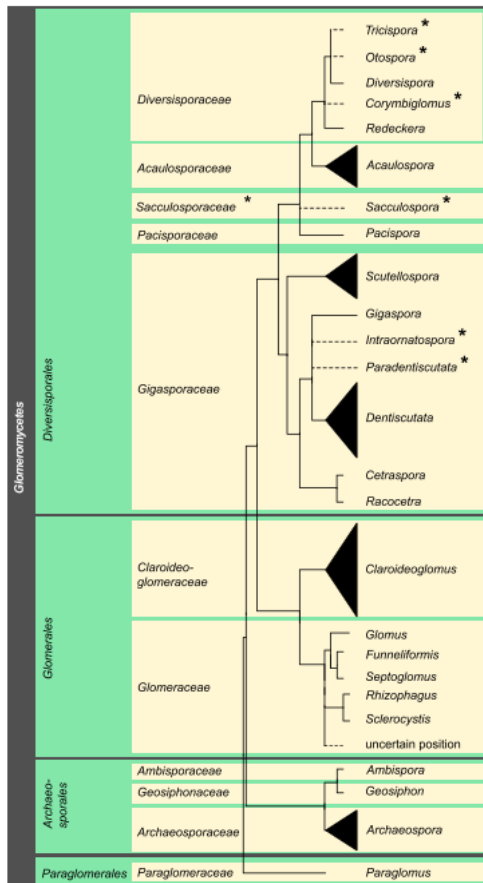 Glomeromycetes
Diversisporales
Diversisporaceae
Tricispora *
Otospora *
Diversispora
Corymbiglomus *
Redeckera
Acaulosporaceae
Acaulospora
Sacculosporaceae *
Sacculospora *
Pacisporaceae
Pacispora
Gigasporaceae
Scutellospora
Gigaspora
Intraornatospora *
Paradentiscutata *
Dentiscutata
Cetraspora
Racocetra
Glomerales
Claroideo-
glomeraceae
Claroideoglomus
Glomeraceae
Glomus
Funneliformis
Septoglomus
Rhizophagus
Sclerocystis
uncertain position
Archaeo-
sporales
Ambisporaceae
Ambispora
Geosiphonaceae
Geosiphon
Archaeosporaceae
Archaeospora
Paraglomerales
Paraglomeraceae
Paraglomus